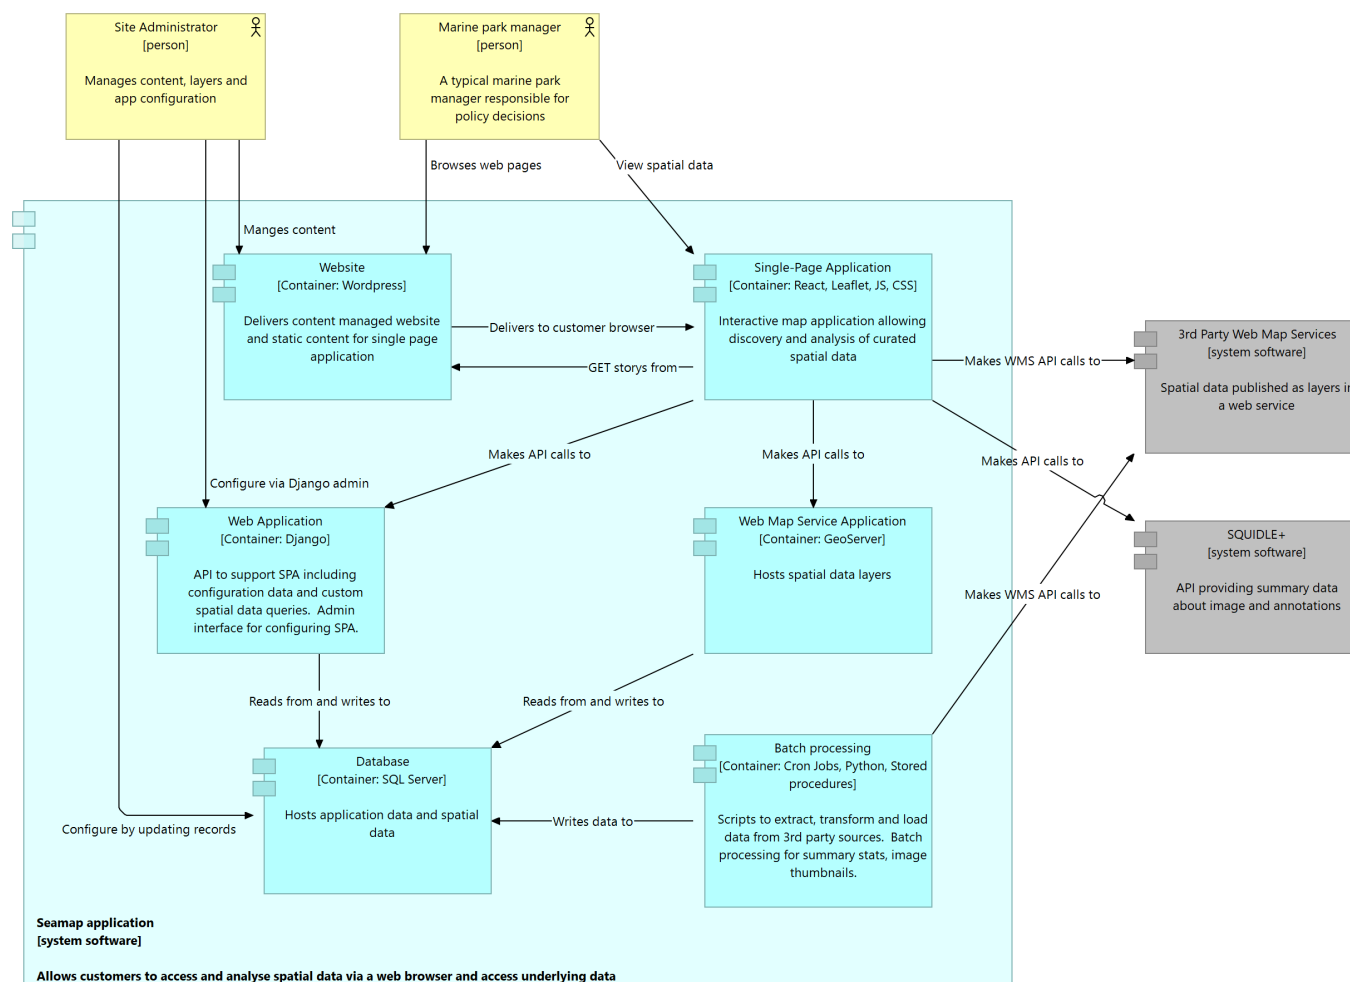 Site Administrator
[person]
Manages content, layers and
app configuration
Marine park manager
[person]
A typical marine park
manager responsible for
policy decisions
Browses web pages
View spatial data
Manges content
Website
[Container: Wordpress]
Delivers content managed website
and static content for single page
application
Delivers to customer browser
GET storys from
Single-Page Application
[Container: React, Leaflet, JS, CSS]
Interactive map application allowing
discovery and analysis of curated
spatial data
Makes WMS API calls to
3rd Party Web Map Services
[system software]
Spatial data published as layers in
a web service
Makes API calls to
Makes API calls to
Makes API calls to
Configure via Django admin
Web Application
[Container: Django]
API to support SPA including
configuration data and custom
spatial data queries. Admin
interface for configuring SPA.
Web Map Service Application
[Container: GeoServer]
Hosts spatial data layers
SQUIDLE+
[system software]
API providing summary data
about image and annotations
Makes WMS API calls to
Reads from and writes to
Reads from and writes to
Database
[Container: SQL Server]
Hosts application data and spatial
data
Configure by updating records
Writes data to
Batch processing
[Container: Cron Jobs, Python, Stored
procedures]
Scripts to extract, transform and load
data from 3rd party sources. Batch
processing for summary stats, image
thumbnails.
Seamap application
[system software]
Allows customers to access and analyse spatial data via a web browser and access underlying data